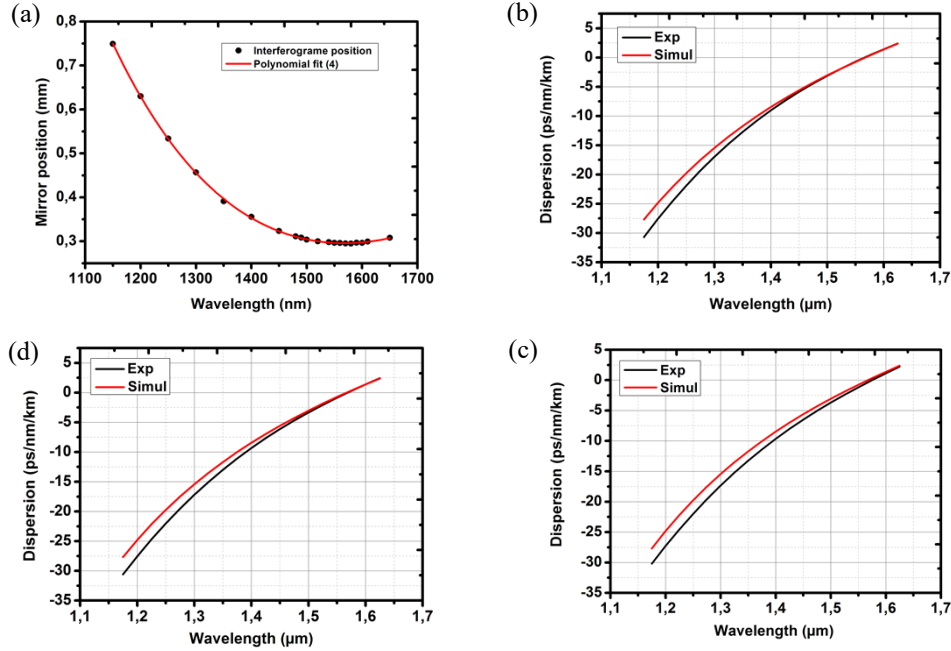 (a)
0,8
0,7
0,6
0,5
0,4
0,3
0,2
Mirror position (mm)
Interferograme position
Polynomial fit (4)
1100 1200 1300 1400 1500 1600 1700
Wavelength (nm)
(b)
5
0
-5
-10
-15
-20
-25
-30
-35
Dispersion (ps/nm/km)
Exp
Simul
1,1 1,2 1,3 1,4 1,5 1,6 1,7
Wavelength (µm)
(d)
5
0
-5
-10
-15
-20
-25
-30
-35
Dispersion (ps/nm/km)
Exp
Simul
1,1 1,2 1,3 1,4 1,5 1,6 1,7
Wavelength (µm)
(c)
5
0
-5
-10
-15
-20
-25
-30
-35
Dispersion (ps/nm/km)
Exp
Simul
1,1 1,2 1,3 1,4 1,5 1,6 1,7
Wavelength (µm)